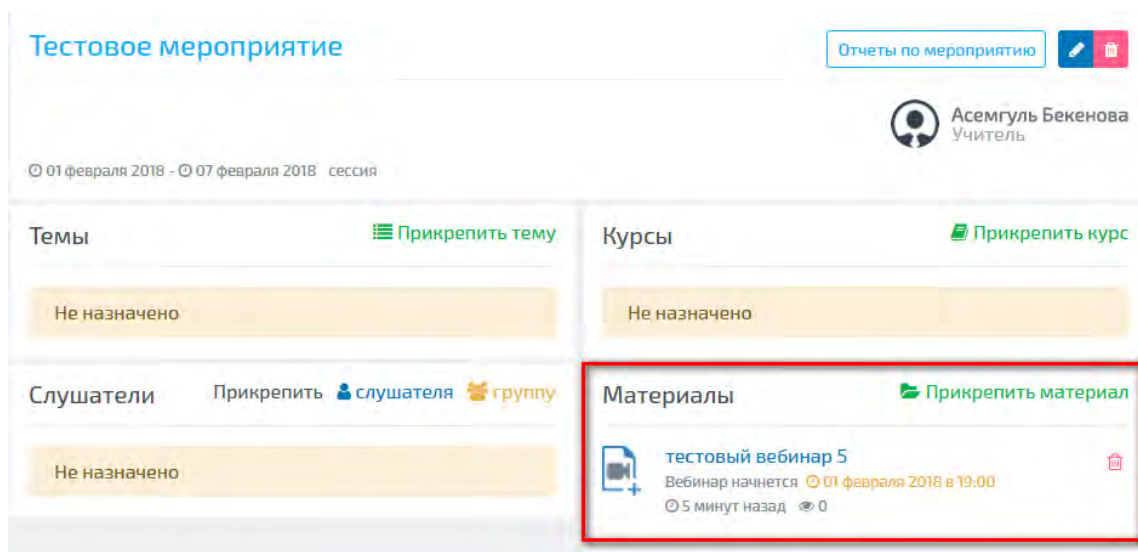 Тестовое мероприятие
Отчеты по мероприятию
Асемгуль Бекенова
Учитель
01 февраля 2018 - 07 февраля 2018 сессия
Темы
Прикрепить тему
Не назначено
Курсы
Прикрепить курс
Не назначено
Слушатели
Прикрепить слушателя группу
Не назначено
Материалы
Прикрепить материал
тестовый вебинар 5
Вебинар начнется 01 февраля 2018 в 19:00
5 минут назад 0